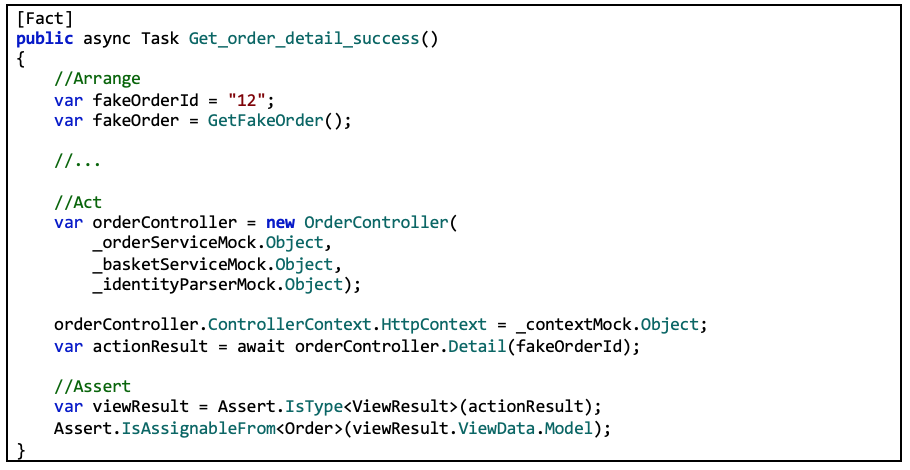 [Fact]
public async Task Get_order_detail_success()
{
    //Arrange
    var fakeOrderId = "12";
    var fakeOrder = GetFakeOrder();
    //...
    //Act
    var orderController = new OrderController(
        _orderServiceMock.Object,
        _basketServiceMock.Object,
        _identityParserMock.Object);
    orderController.ControllerContext.HttpContext = _contextMock.Object;
    var actionResult = await orderController.Detail(fakeOrderId);
    //Assert
    var viewResult = Assert.IsType<ViewResult>(actionResult);
    Assert.IsAssignableFrom<Order>(viewResult.ViewData.Model);
}